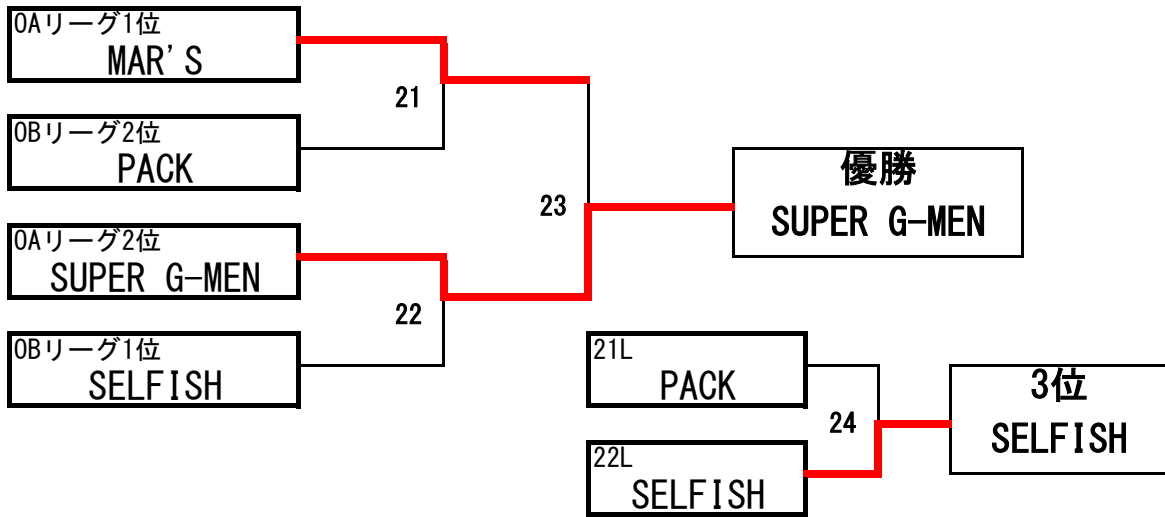 OAリーグ1位
MAR'S
21
OBリーグ2位
PACK
23
優勝
SUPER G-MEN
OAリーグ2位
SUPER G-MEN
22
OBリーグ1位
SELFISH
21L
PACK
24
3位
SELFISH
22L
SELFISH